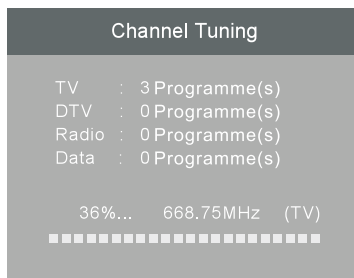 Channel Tuning
TV : 3 Programme(s)
DTV : 0 Programme(s)
Radio : 0 Programme(s)
Data : 0 Programme(s)
36%... 668.75MHz (TV)